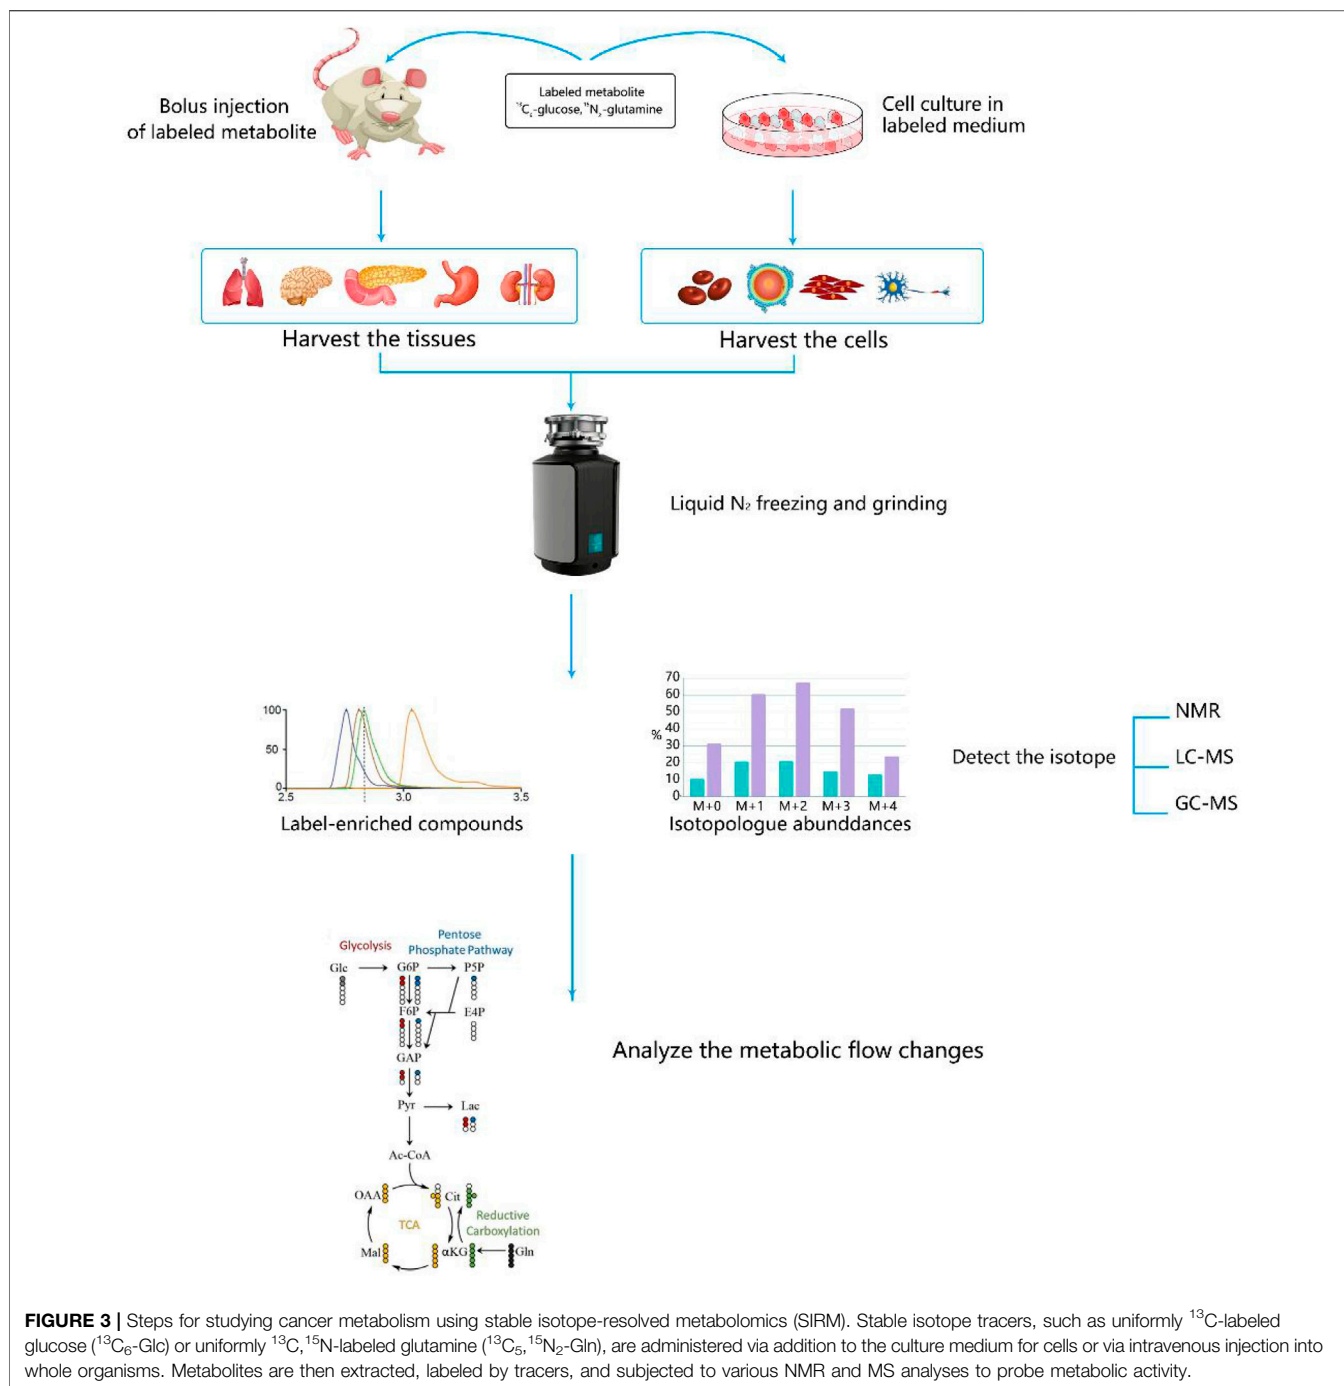 Bolus injection
of labeled metabolite
Labeled metabolite
¹³C₆-glucose,¹⁵N₂-glutamine
Cell culture in
labeled medium
Harvest the tissues
Harvest the cells
Liquid N₂ freezing and grinding
100
50
0
2.5 3.0 3.5
Label-enriched compounds
70
60
50
40
30
20
10
0
%
M+0 M+1 M+2 M+3 M+4
Isotopologue abunddances
Detect the isotope
NMR
LC-MS
GC-MS
Glycolysis
Pentose
Phosphate Pathway
Glc G6P P5P
F6P E4P
GAP
Pyr Lac
Ac-CoA
OAA Cit
TCA
Reductive
Carboxylation
Mal αKG Gln
Analyze the metabolic flow changes
FIGURE 3 | Steps for studying cancer metabolism using stable isotope-resolved metabolomics (SIRM). Stable isotope tracers, such as uniformly ¹³C-labeled
glucose (¹³C₆-Glc) or uniformly ¹³C,¹⁵N-labeled glutamine (¹³C₅,¹⁵N₂-Gln), are administered via addition to the culture medium for cells or via intravenous injection into
whole organisms. Metabolites are then extracted, labeled by tracers, and subjected to various NMR and MS analyses to probe metabolic activity.